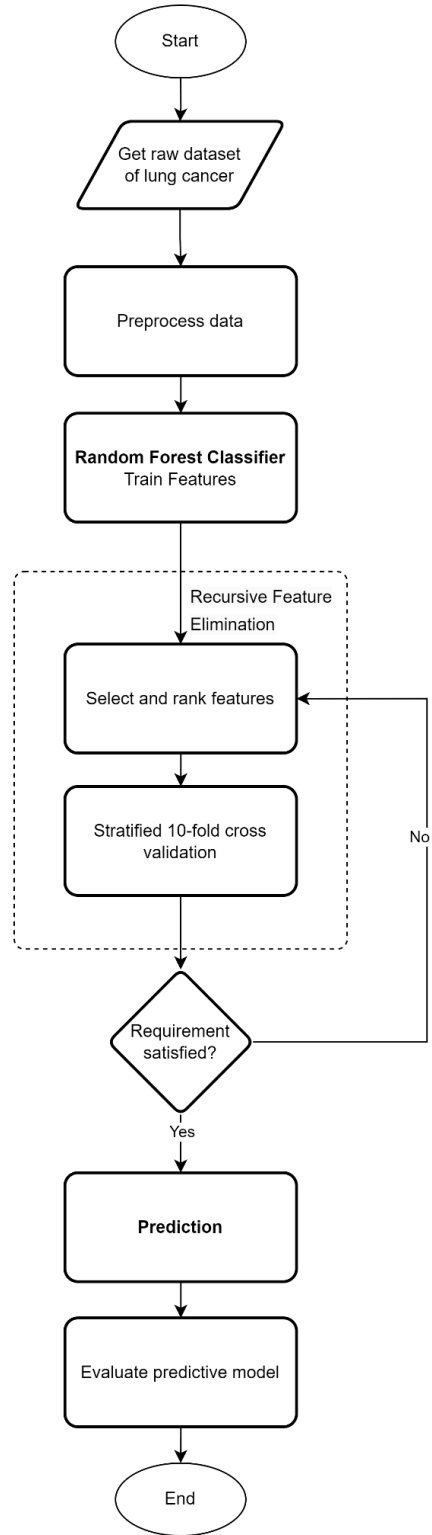 Start
Get raw dataset
of lung cancer
Preprocess data
Random Forest Classifier
Train Features
Recursive Feature
Elimination
Select and rank features
Stratified 10-fold cross
validation
No
Requirement
satisfied?
Yes
Prediction
Evaluate predictive model
End